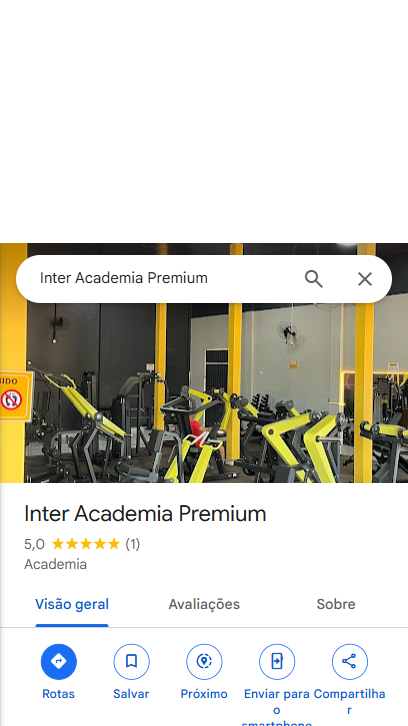 Inter Academia Premium
BIDO
Inter Academia Premium
5,0 ★★★★★ (1)
Academia
Visão geral Avaliações Sobre
Rotas Salvar Próximo Enviar para o smartphone Compartilhar